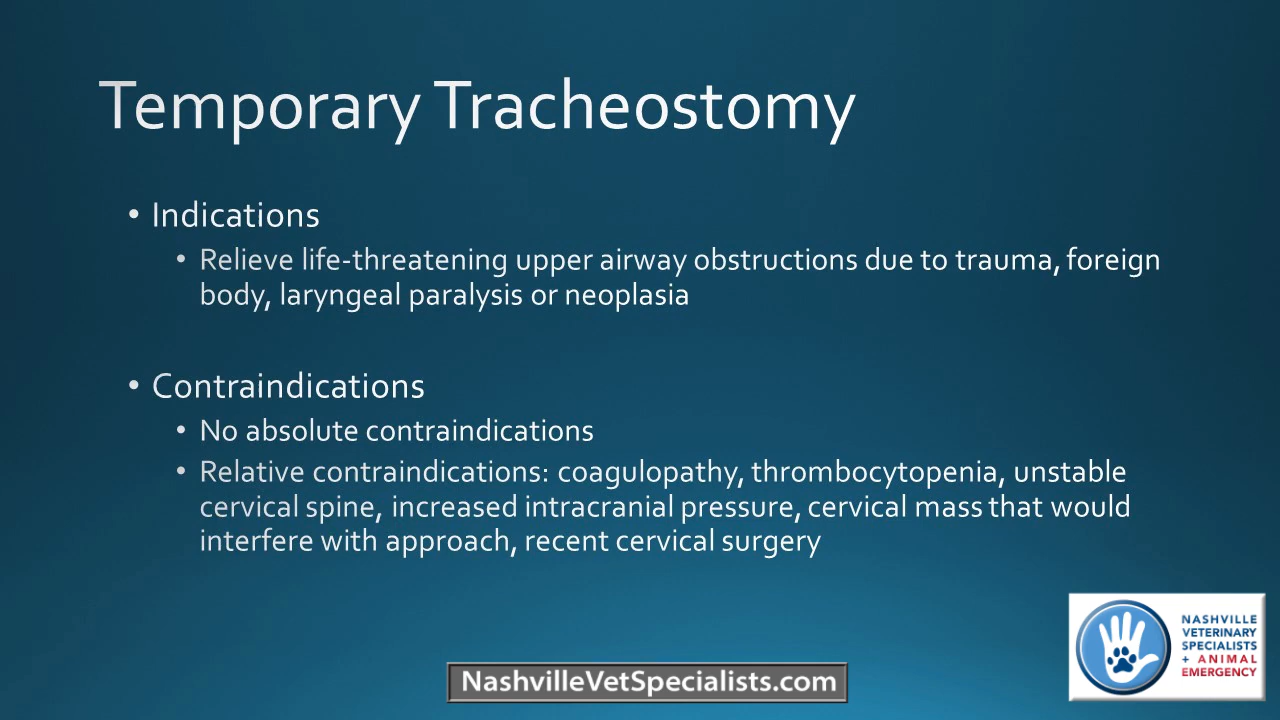 Temporary Tracheostomy
• Indications
• Relieve life-threatening upper airway obstructions due to trauma, foreign
body, laryngeal paralysis or neoplasia
• Contraindications
• No absolute contraindications
• Relative contraindications: coagulopathy, thrombocytopenia, unstable
cervical spine, increased intracranial pressure, cervical mass that would
interfere with approach, recent cervical surgery
NASHVILLE
VETERINARY
SPECIALISTS
+ ANIMAL
EMERGENCY
NashvilleVetSpecialists.com